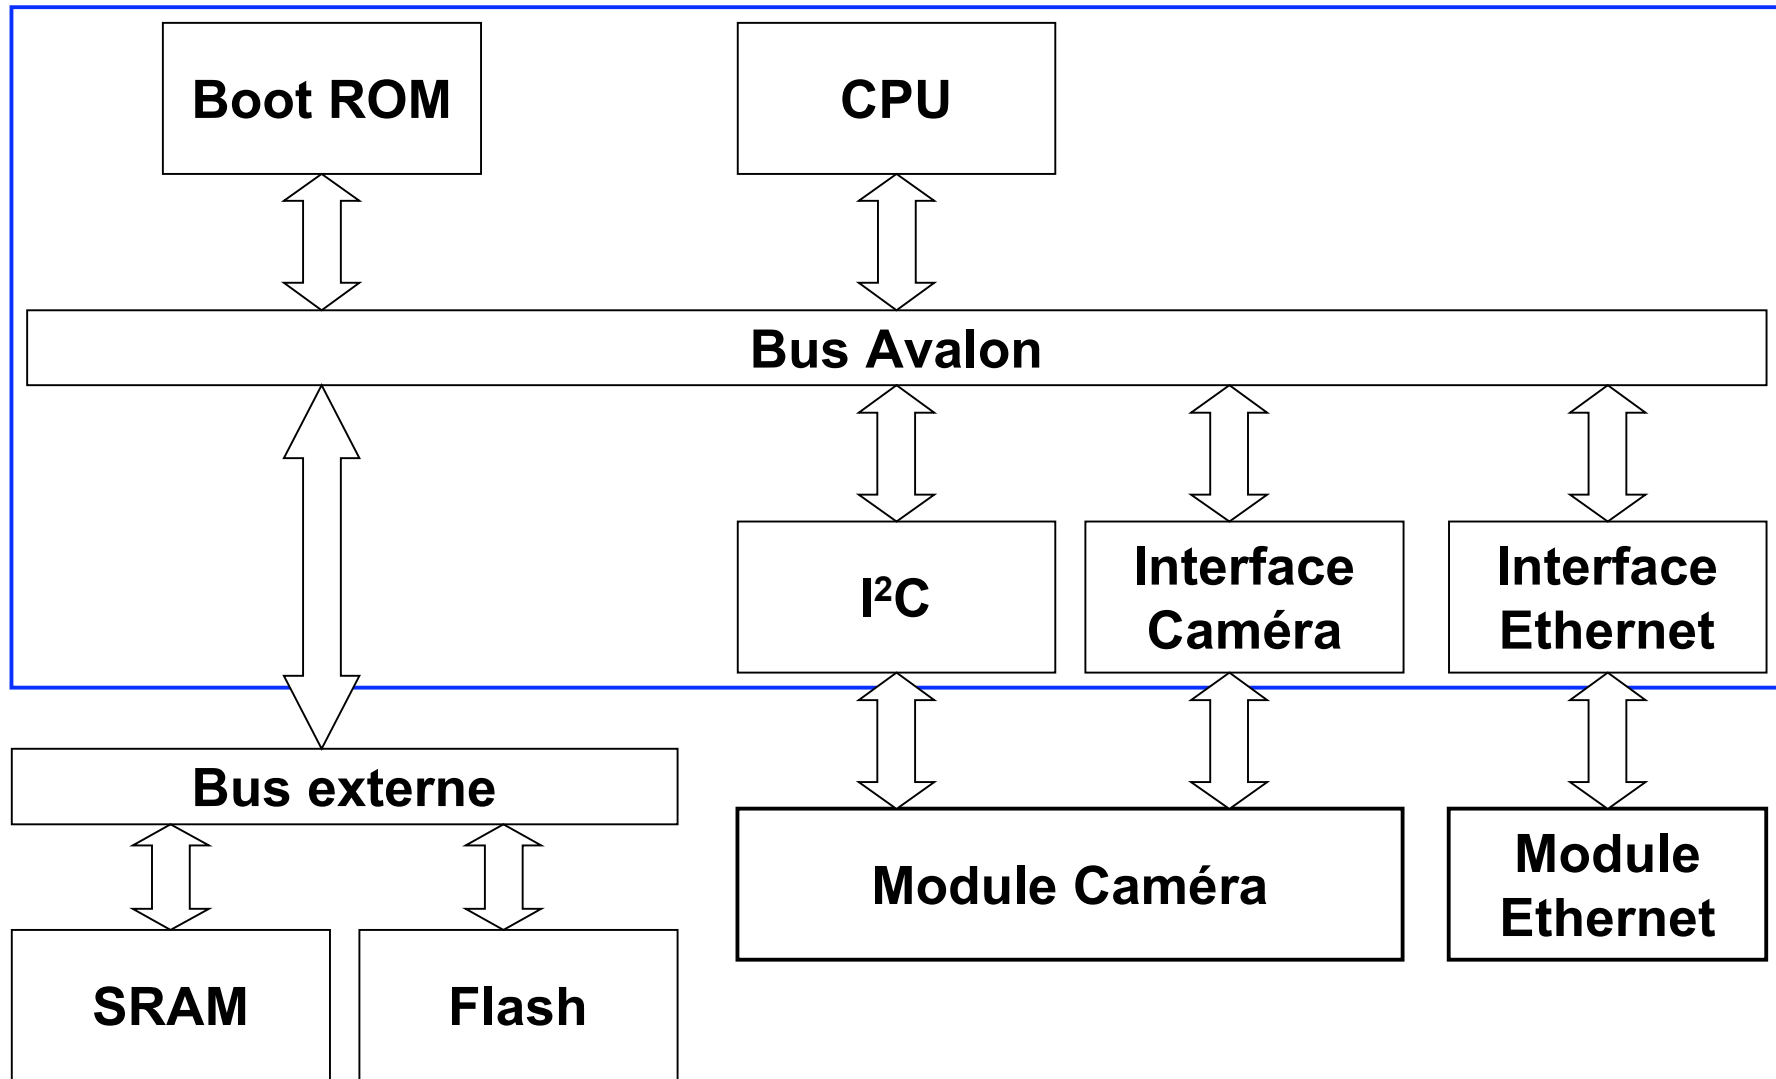 Boot ROM
CPU
Bus Avalon
I²C
Interface
Caméra
Interface
Ethernet
Bus externe
Module Caméra
Module
Ethernet
SRAM
Flash